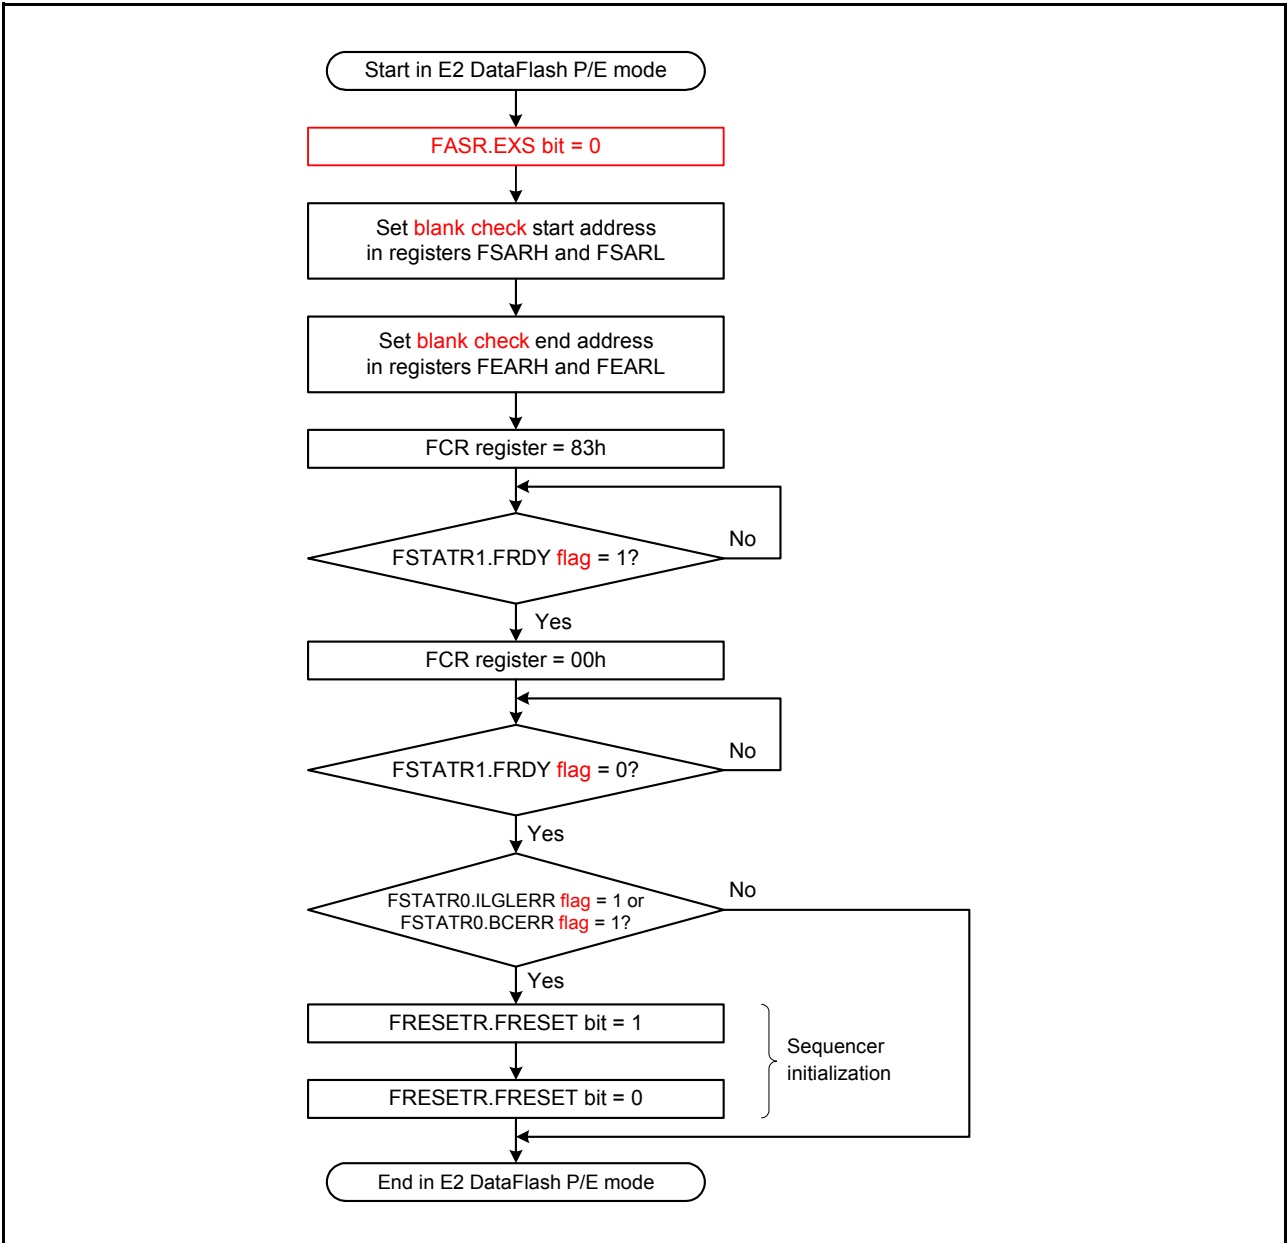 Start in E2 DataFlash P/E mode
FASR.EXS bit = 0
Set blank check start address
in registers FSARH and FSARL
Set blank check end address
in registers FEARH and FEARL
FCR register = 83h
FSTATR1.FRDY flag = 1?
No
Yes
FCR register = 00h
FSTATR1.FRDY flag = 0?
No
Yes
FSTATR0.ILGLERR flag = 1 or
FSTATR0.BCERR flag = 1?
No
Yes
FRESETR.FRESET bit = 1
FRESETR.FRESET bit = 0
Sequencer
initialization
End in E2 DataFlash P/E mode